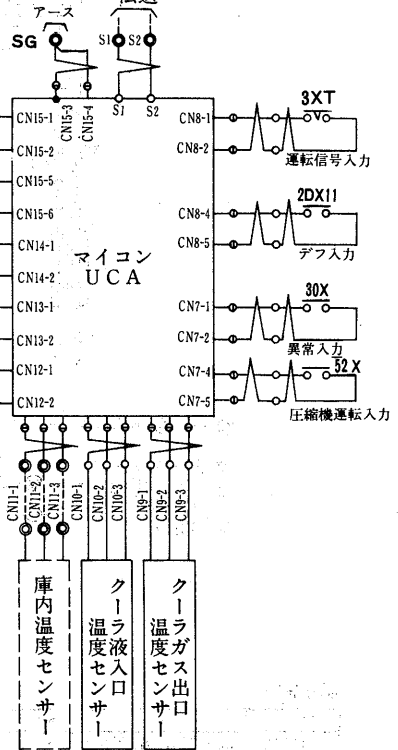 アース
伝送
SG
S1
S2
CN15-3
CN15-4
S1
S2
CN15-1
CN15-2
CN15-5
CN15-6
CN14-1
CN14-2
CN13-1
CN13-2
CN12-1
CN12-2
マイコン
UCA
CN8-1
CN8-2
CN8-4
CN8-5
CN7-1
CN7-2
CN7-4
CN7-5
3XT
運転信号入力
2DX11
デフ入力
30X
異常入力
52X
圧縮機運転入力
CN11-1
CN11-2
CN11-3
CN10-1
CN10-2
CN10-3
CN9-1
CN9-2
CN9-3
庫内温度センサー
クーラ液入口
温度センサー
クーラガス出口
温度センサー